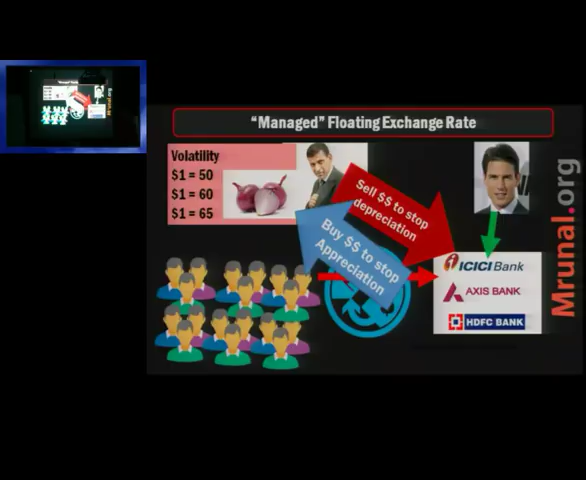 "Managed" Floating Exchange Rate
Volatility
$1 = 50
$1 = 60
$1 = 65
Sell $$ to stop
depreciation
Buy $$ to stop
Appreciation
ICICI Bank
AXIS BANK
HDFC BANK
Mrunal.org